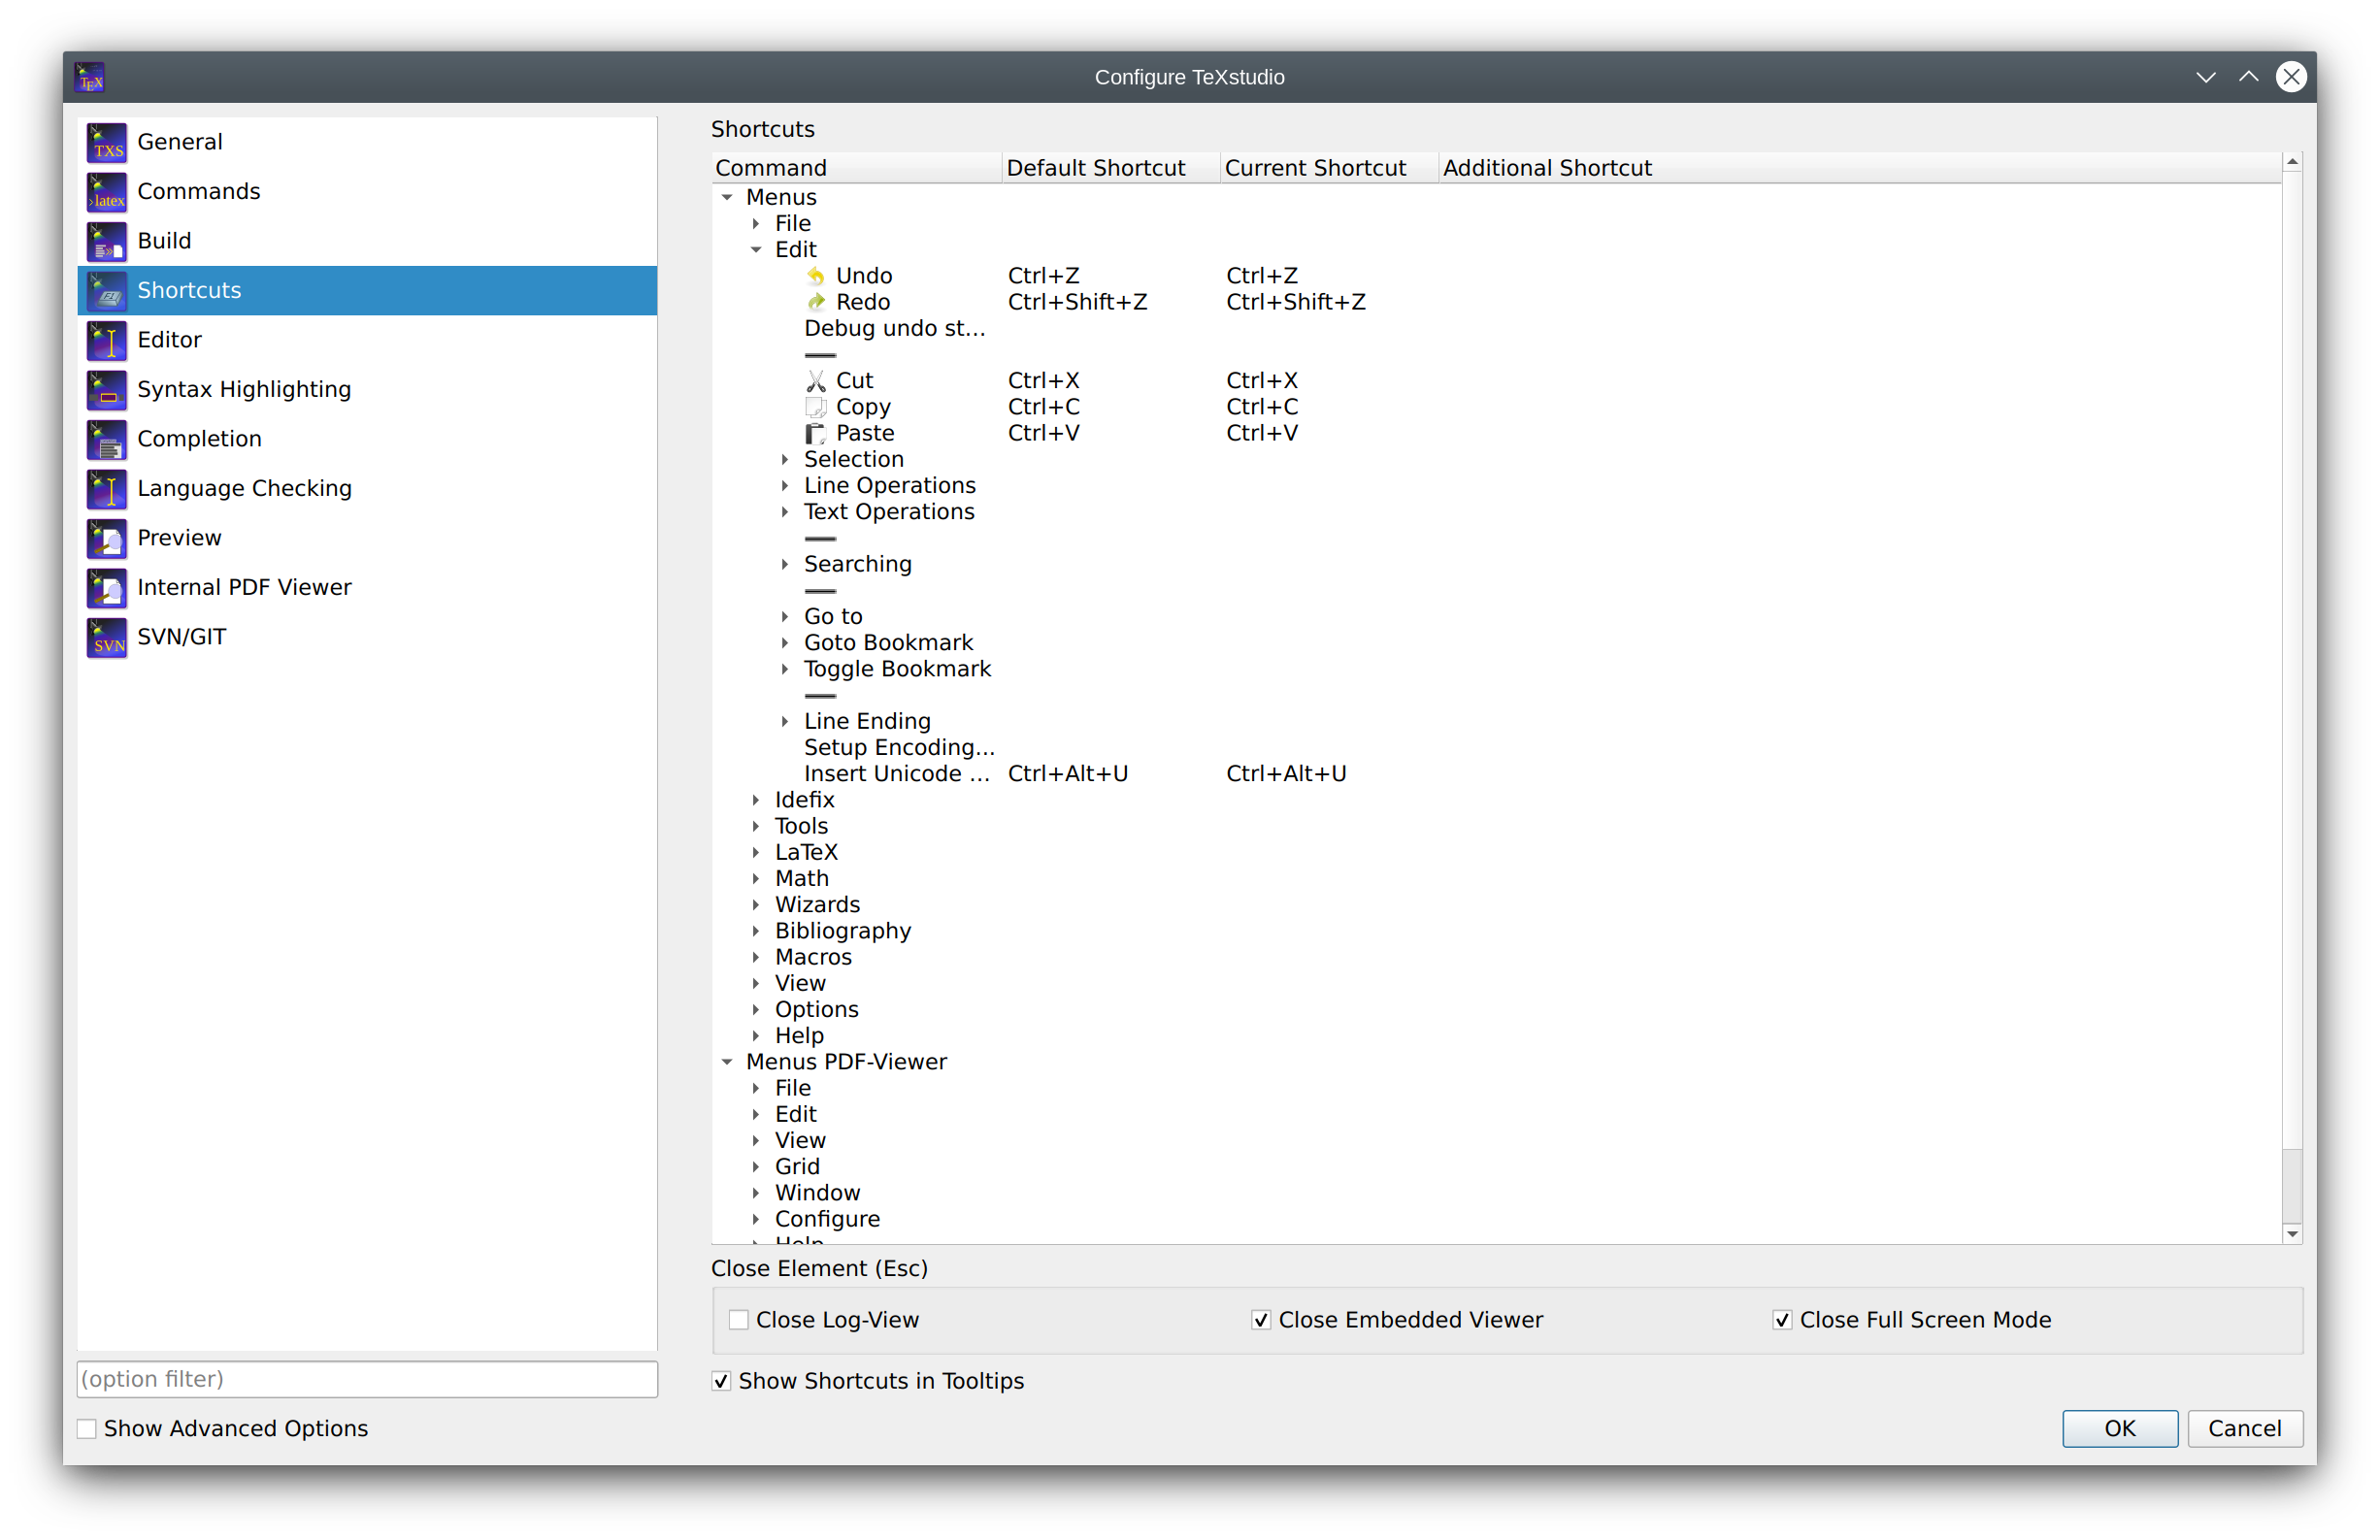 Configure TeXstudio
General
Commands
Build
Shortcuts
Editor
Syntax Highlighting
Completion
Language Checking
Preview
Internal PDF Viewer
SVN/GIT
(option filter)
Show Advanced Options
Shortcuts
Command Default Shortcut Current Shortcut Additional Shortcut
Menus
File
Edit
Undo Ctrl+Z Ctrl+Z
Redo Ctrl+Shift+Z Ctrl+Shift+Z
Debug undo st...
Cut Ctrl+X Ctrl+X
Copy Ctrl+C Ctrl+C
Paste Ctrl+V Ctrl+V
Selection
Line Operations
Text Operations
Searching
Go to
Goto Bookmark
Toggle Bookmark
Line Ending
Setup Encoding...
Insert Unicode ... Ctrl+Alt+U Ctrl+Alt+U
Idefix
Tools
LaTeX
Math
Wizards
Bibliography
Macros
View
Options
Help
Menus PDF-Viewer
File
Edit
View
Grid
Window
Configure
Help
Close Element (Esc)
Close Log-View Close Embedded Viewer Close Full Screen Mode
Show Shortcuts in Tooltips
OK Cancel